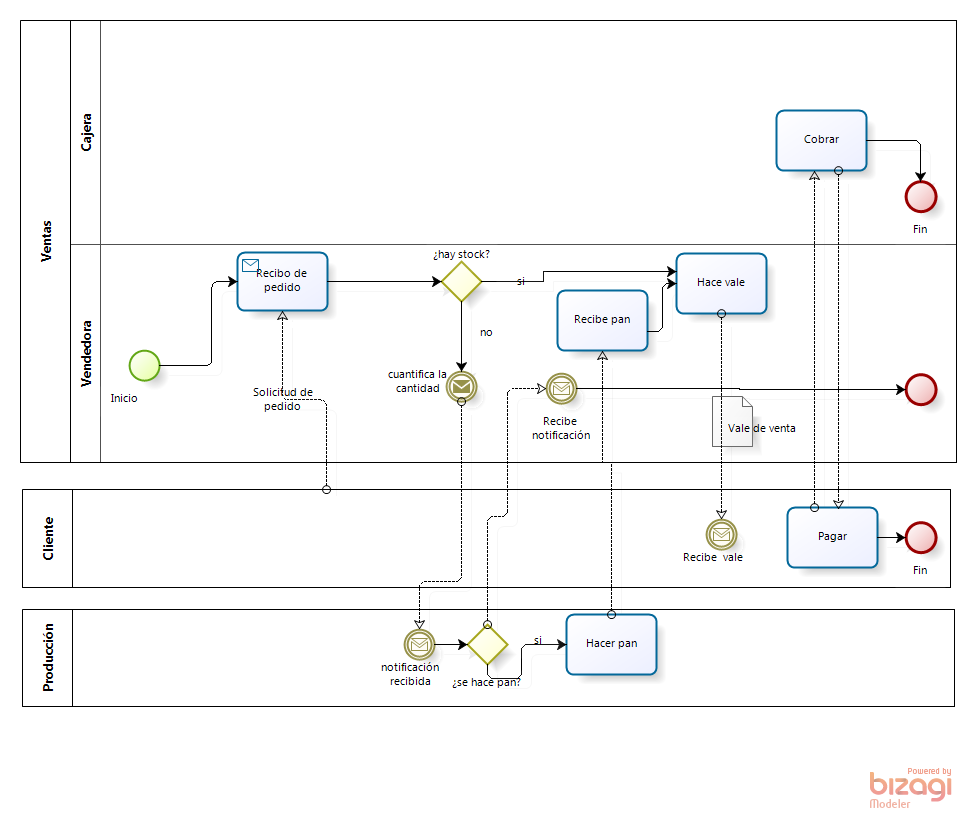 Ventas
Cajera
Cobrar
Fin
Vendedora
Inicio
Recibo de
pedido
Solicitud de
pedido
¿hay stock?
si
no
cuantifica la
cantidad
Recibe pan
Hace vale
Recibe
notificación
Vale de venta
Cliente
Recibe vale
Pagar
Fin
Producción
notificación
recibida
¿se hace pan?
si
Hacer pan
Powered by
bizagi
Modeler